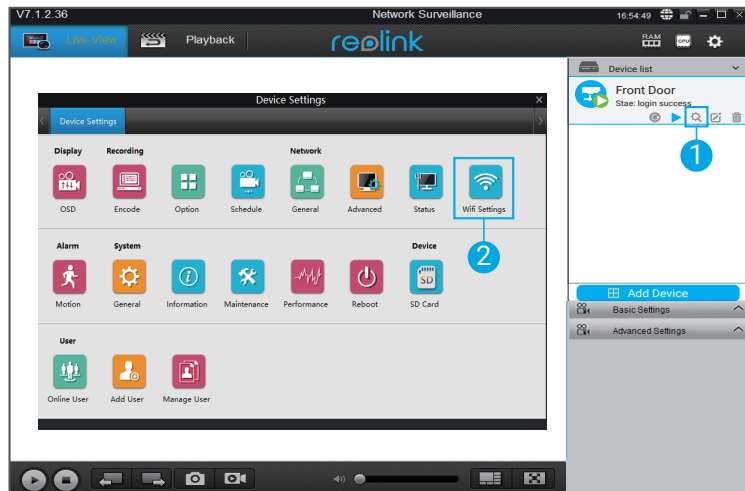 V7.1.2.36 Network Surveillance 16:54:49
Live View Playback reolink RAM CPU
Device list
Front Door
Stae: login success
1
Device Settings
Device Settings
Display Recording Network
OSD Encode Option Schedule General Advanced Status Wifi Settings
2
Alarm System Device
SD
Motion General Information Maintenance Performance Reboot SD Card
User
Online User Add User Manage User
Add Device
Basic Settings
Advanced Settings